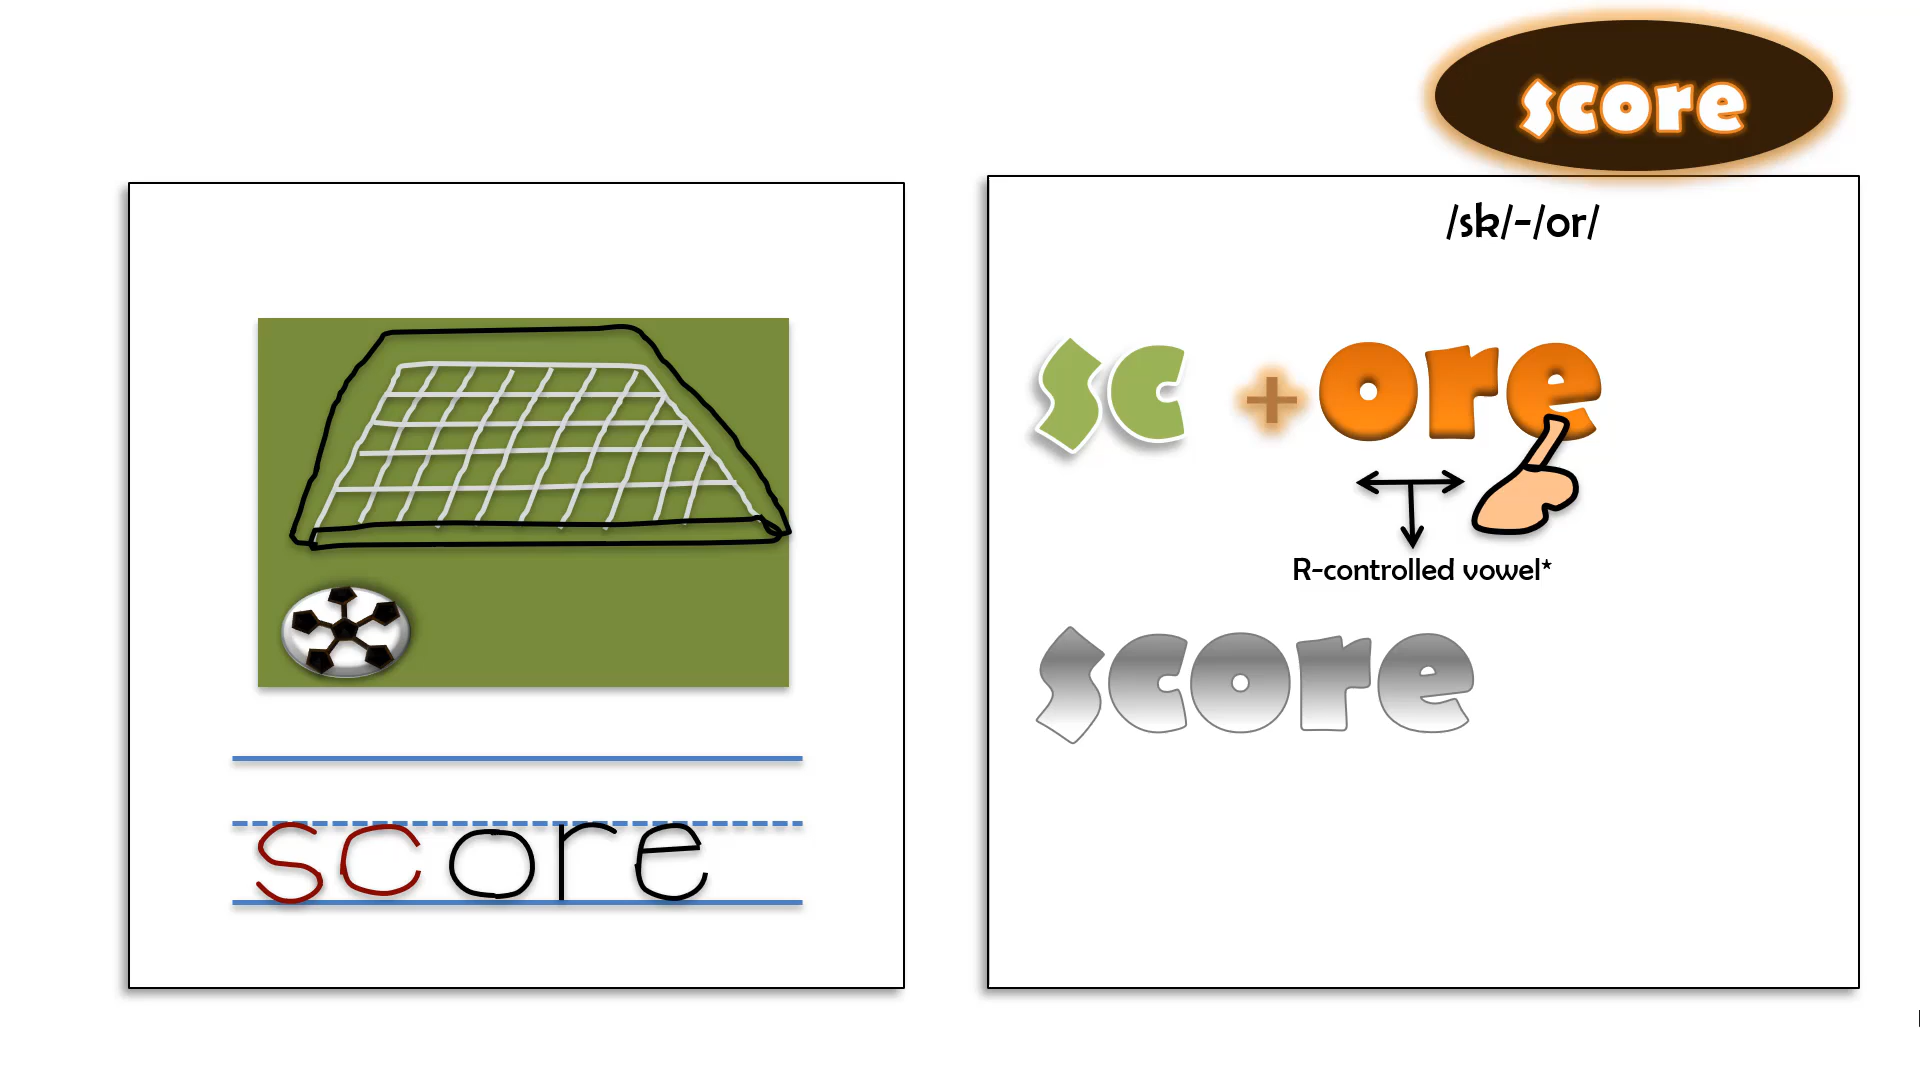 score
/sk/-/or/
sc + ore
R-controlled vowel*
score
score